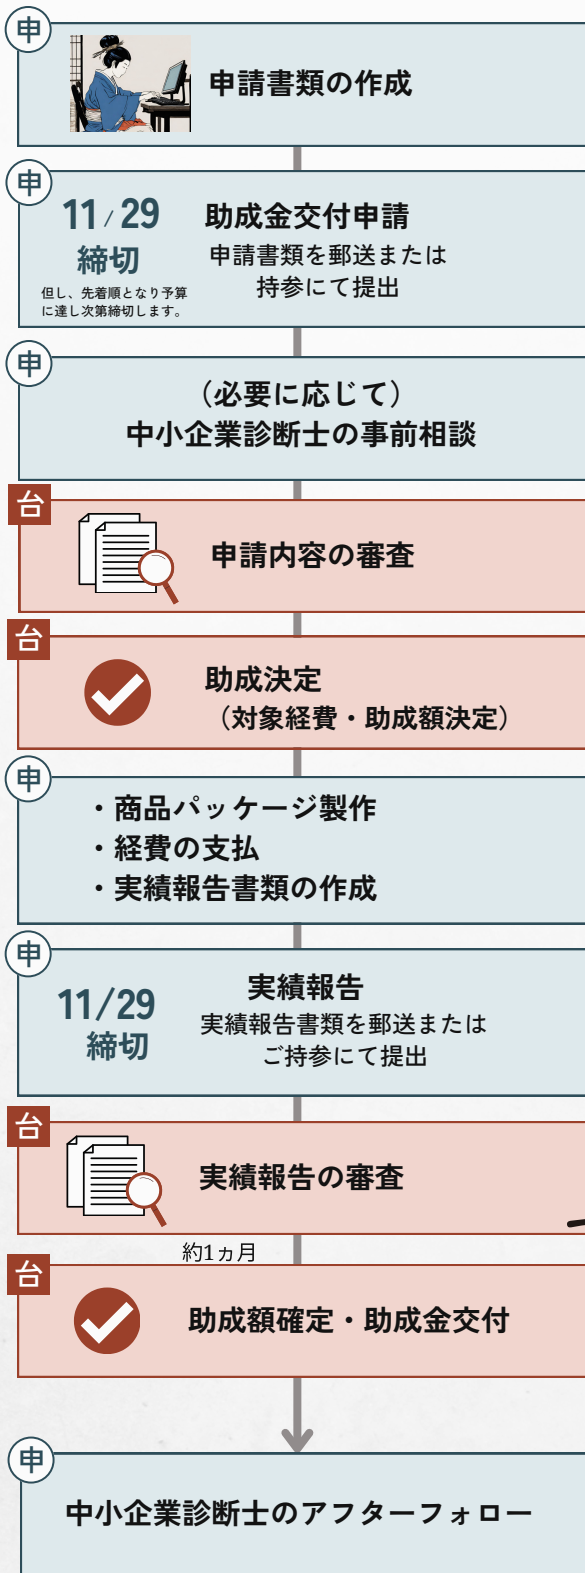 申
申請書類の作成
申
11/29
締切
但し、先着順となり予算
に達し次第締切します。
助成金交付申請
申請書類を郵送または
持参にて提出
申
（必要に応じて）
中小企業診断士の事前相談
台
申請内容の審査
台
助成決定
（対象経費・助成額決定）
申
・商品パッケージ製作
・経費の支払
・実績報告書類の作成
申
11/29
締切
実績報告
実績報告書類を郵送または
ご持参にて提出
台
実績報告の審査
約1ヵ月
台
助成額確定・助成金交付
申
中小企業診断士のアフターフォロー